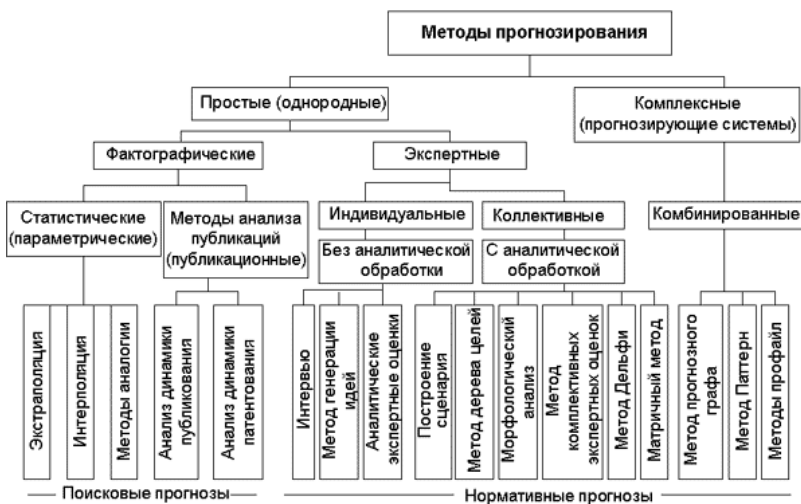 Методы прогнозирования
Простые (однородные)
Комплексные
(прогнозирующие системы)
Фактографические
Экспертные
Статистические
(параметрические)
Методы анализа
публикаций
(публикационные)
Индивидуальные
Коллективные
Комбинированные
Без аналитической
обработки
С аналитической
обработкой
Экстраполяция
Интерполяция
Методы аналогии
Анализ динамики
публикования
Анализ динамики
патентования
Интервью
Метод генерации
идей
Аналитические
экспертные оценки
Построение
сценария
Метод дерева целей
Морфологический
анализ
Метод
комплективных
экспертных оценок
Метод Дельфи
Матричный метод
Метод прогнозного
графа
Метод Паттерн
Методы профайл
Поисковые прогнозы
Нормативные прогнозы